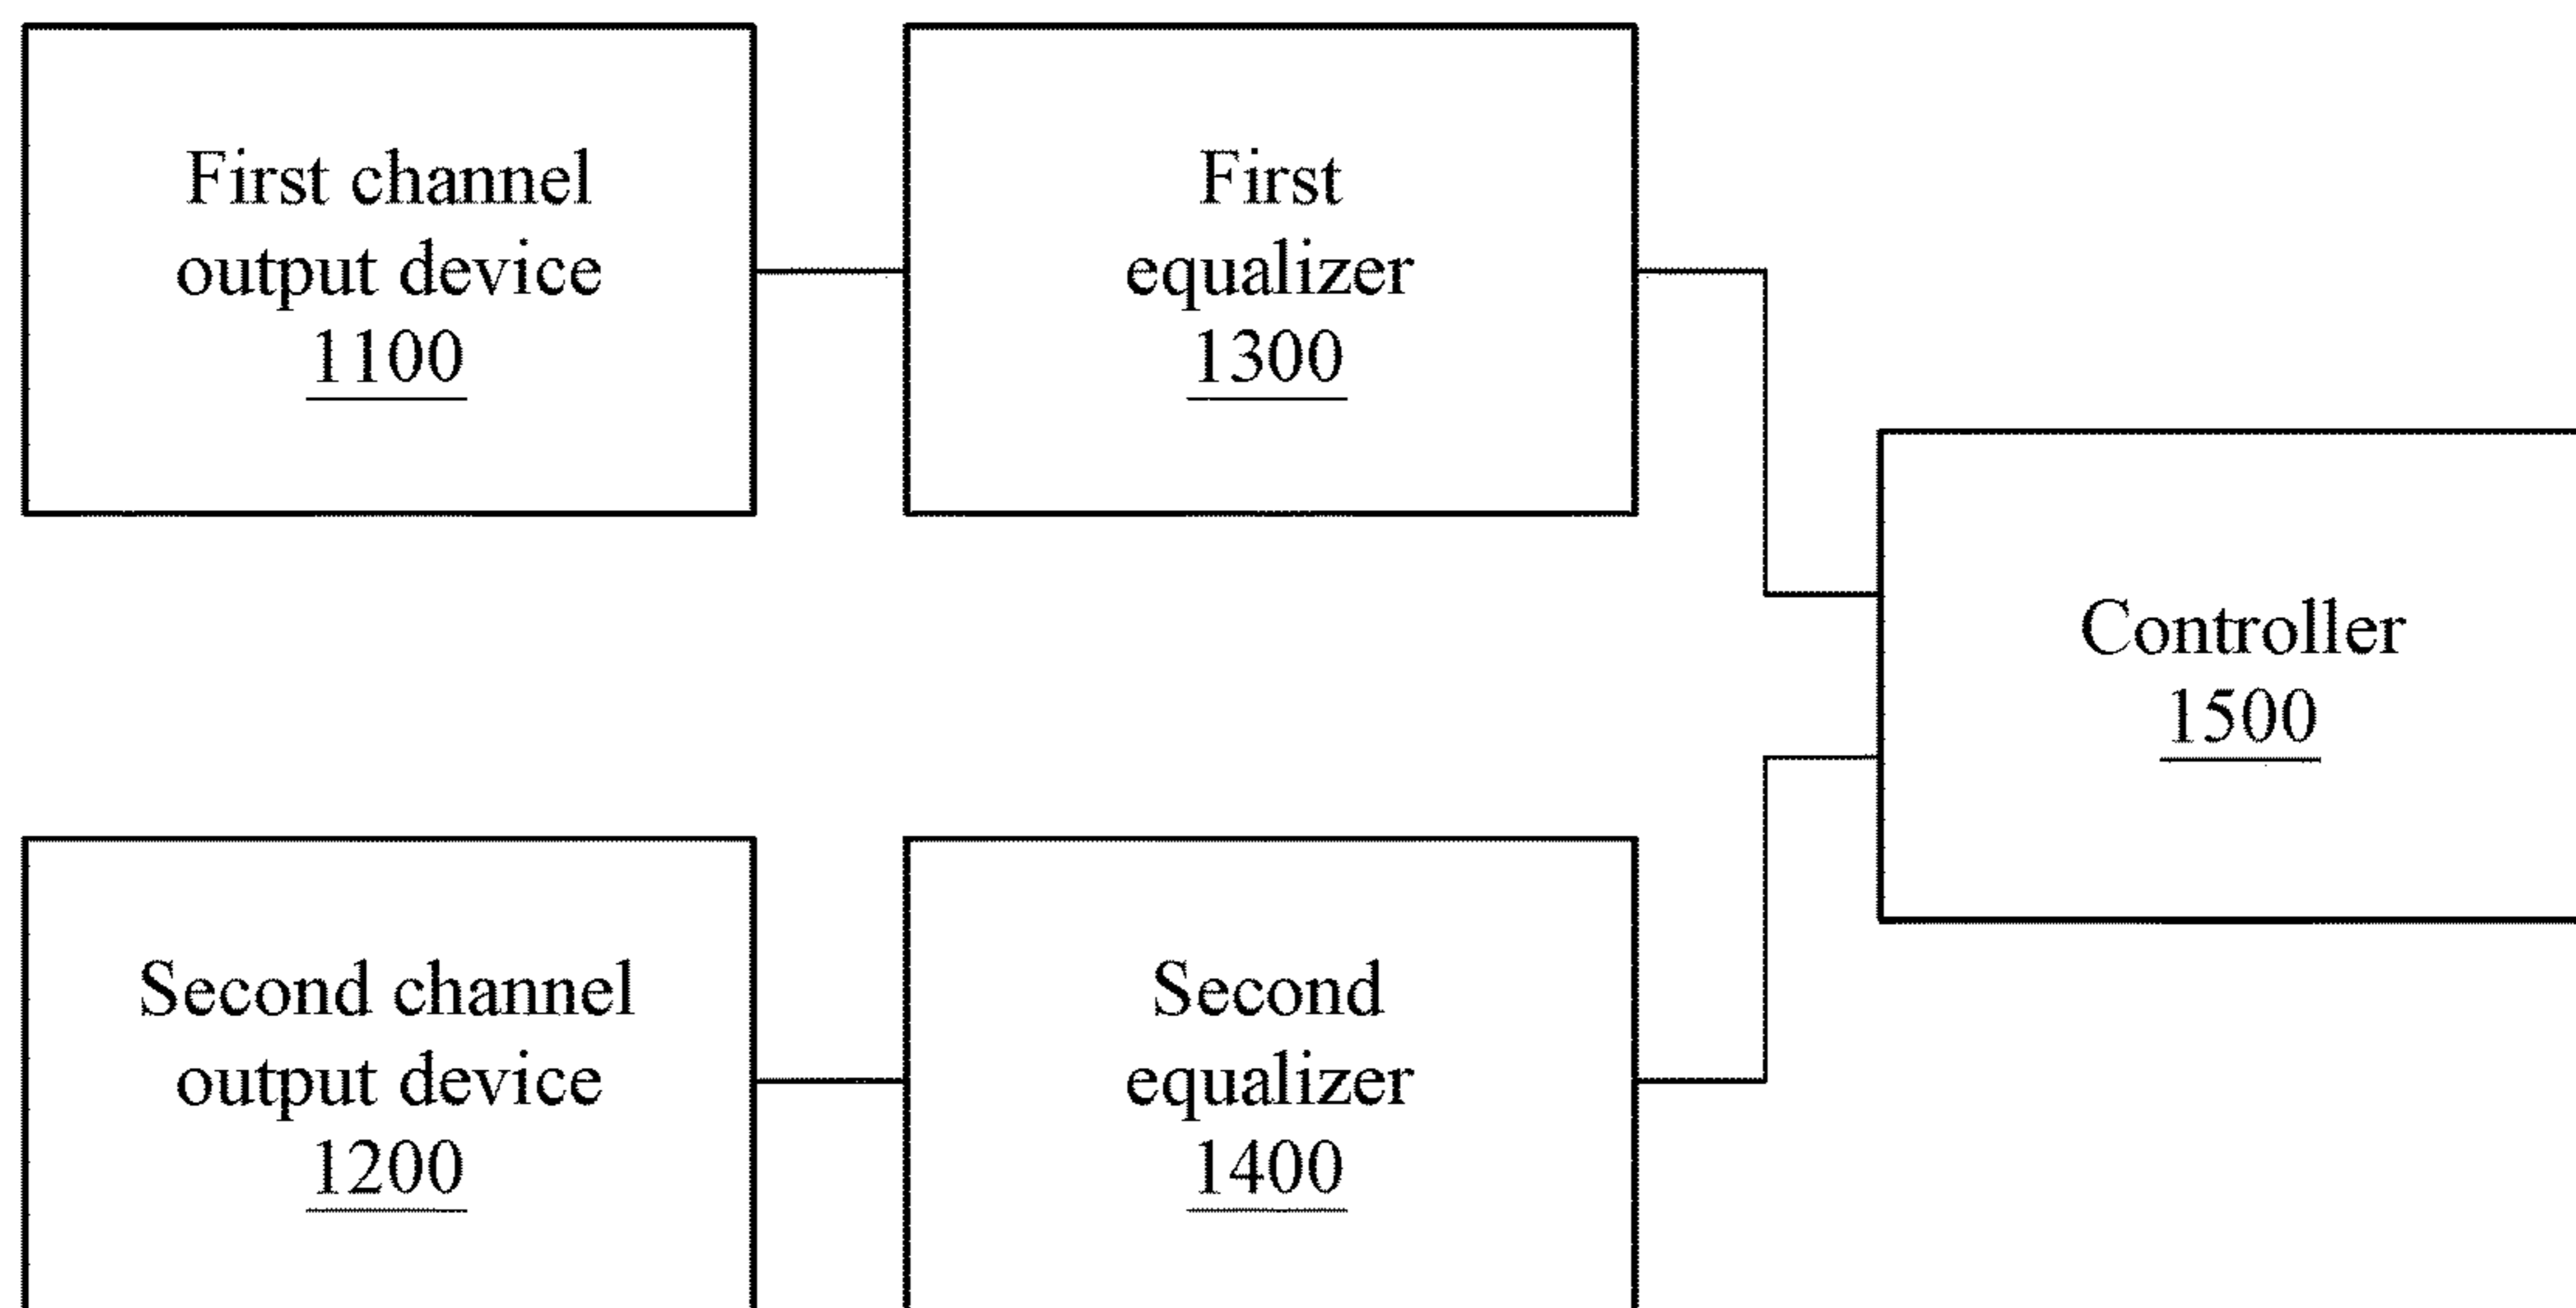 First channel
output device
1100
First
equalizer
1300
Controller
1500
Second channel
output device
1200
Second
equalizer
1400